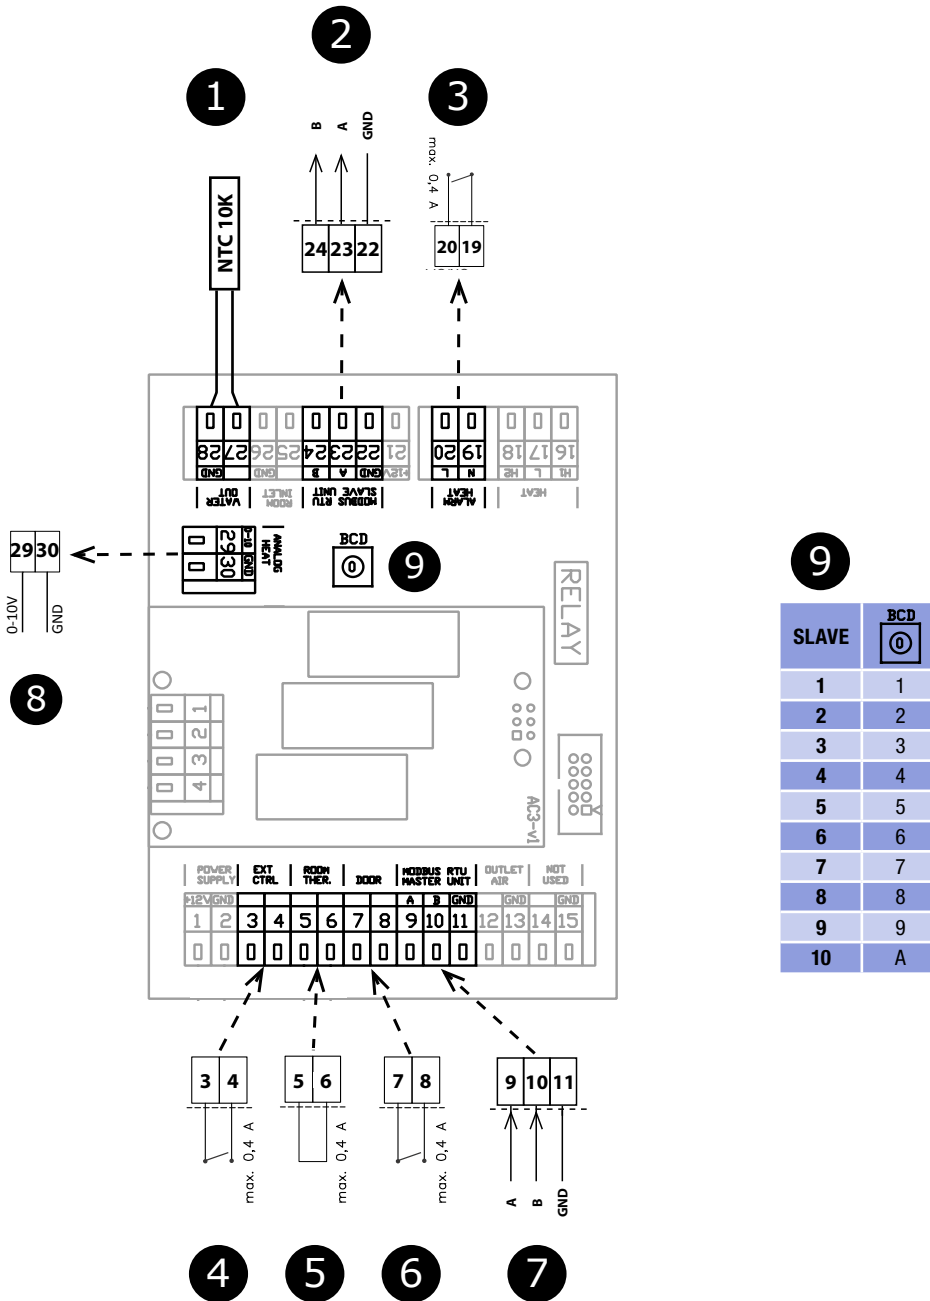 2
1
3
B A GND
max. 0,4 A
NTC 10K
24 23 22
20 19
28 27 26 25 24 23 22 21
20 19 18 17 16
GND GND B A GND +12V
L N H2 L H1
WATER OUT
ROOM INLET
MODBUS RTU SLAVE UNIT
ALARM HEAT
HEAT
29 30
0-10V
GND
8
29 30
0-10 GND
ANALOG HEAT
BCD
0
9
RELAY
1
2
3
4
AC3-v1
POWER SUPPLY
EXT CTRL
ROOM THER.
DOOR
MODBUS RTU MASTER UNIT
OUTLET AIR
NOT USED
+12V GND A B GND GND GND
1 2 3 4 5 6 7 8 9 10 11 12 13 14 15
3 4
max. 0,4 A
5 6
max. 0,4 A
7 8
max. 0,4 A
9 10 11
A B GND
4
5
6
7
9
SLAVE BCD 0
1 1
2 2
3 3
4 4
5 5
6 6
7 7
8 8
9 9
10 A